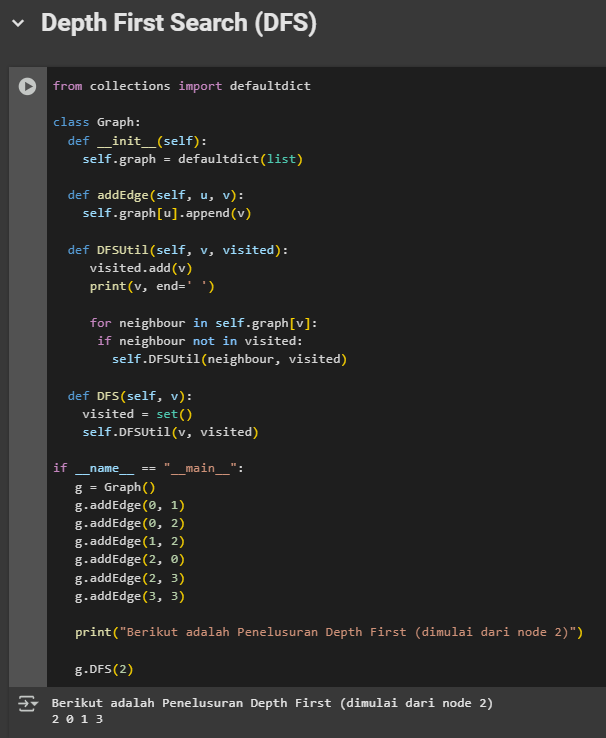 Depth First Search (DFS)
from collections import defaultdict
class Graph:
  def __init__(self):
    self.graph = defaultdict(list)
  def addEdge(self, u, v):
    self.graph[u].append(v)
  def DFSUtil(self, v, visited):
     visited.add(v)
     print(v, end=' ')
     for neighbour in self.graph[v]:
      if neighbour not in visited:
        self.DFSUtil(neighbour, visited)
  def DFS(self, v):
    visited = set()
    self.DFSUtil(v, visited)
if __name__ == "__main__":
   g = Graph()
   g.addEdge(0, 1)
   g.addEdge(0, 2)
   g.addEdge(1, 2)
   g.addEdge(2, 0)
   g.addEdge(2, 3)
   g.addEdge(3, 3)
   print("Berikut adalah Penelusuran Depth First (dimulai dari node 2)")
   g.DFS(2)
Berikut adalah Penelusuran Depth First (dimulai dari node 2)
2 0 1 3